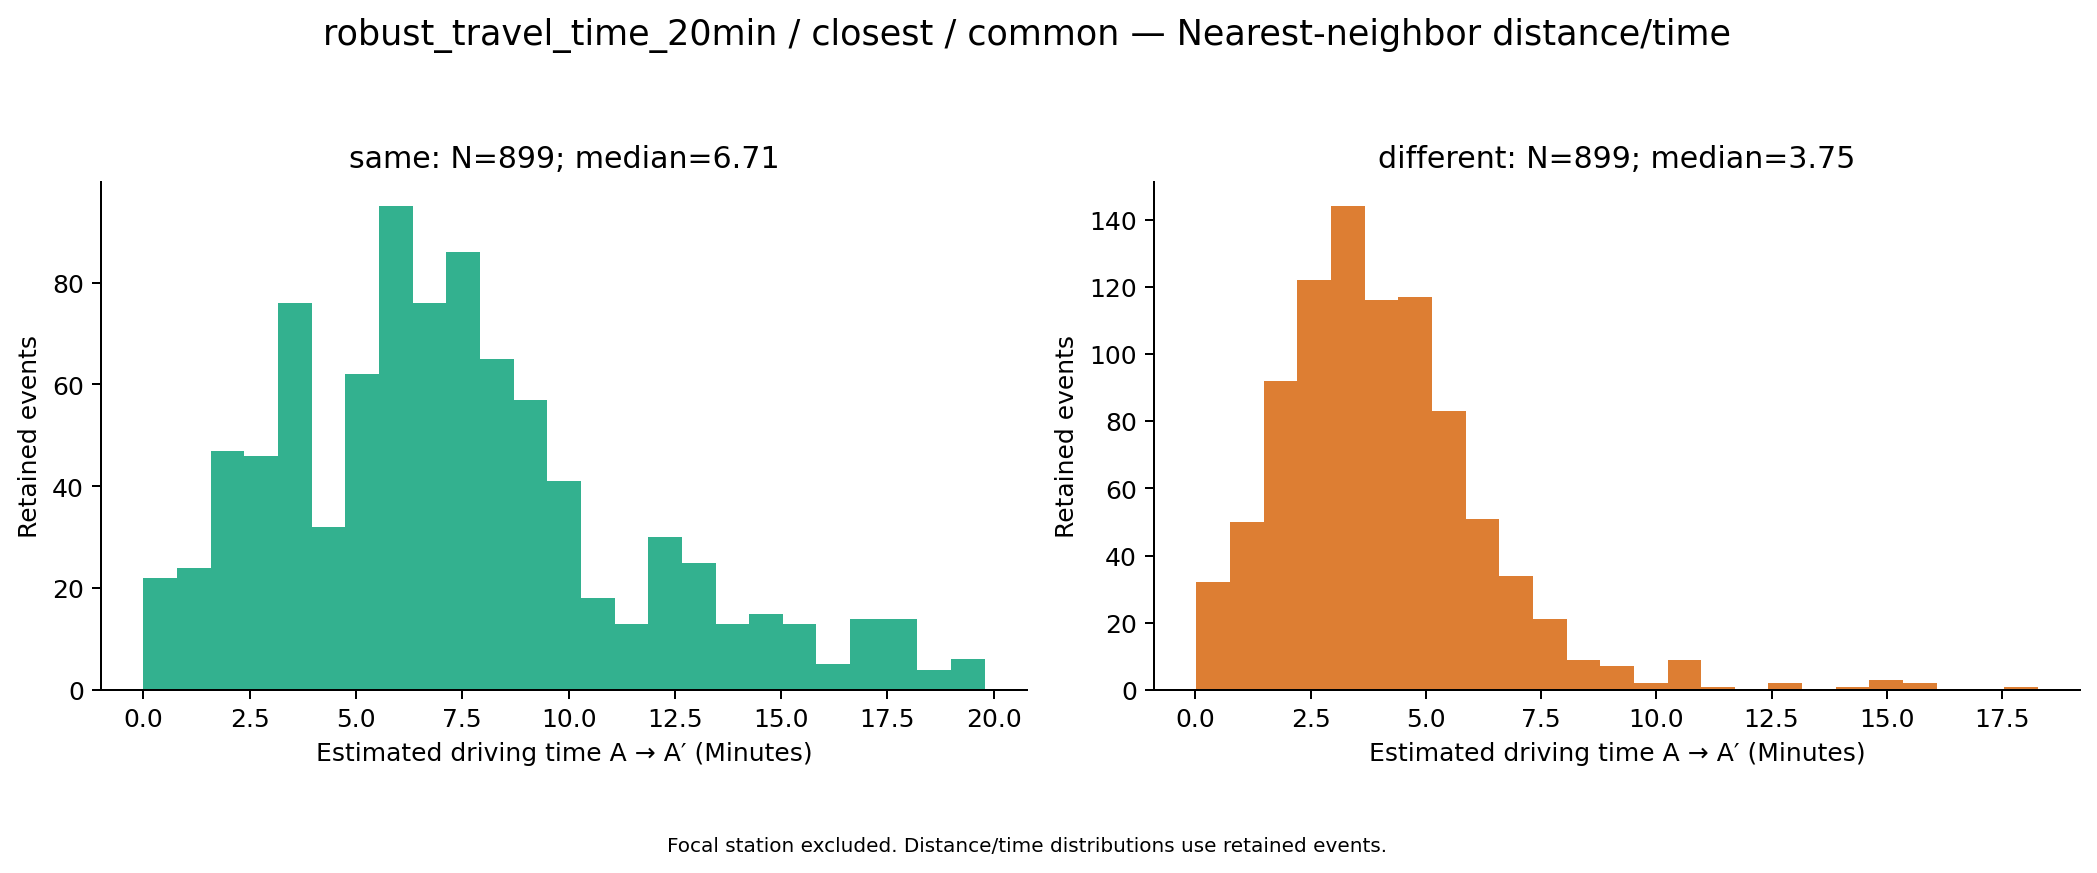 robust_travel_time_20min / closest / common — Nearest-neighbor distance/time
same: N=899; median=6.71
Retained events
80
60
40
20
0
0.0 2.5 5.0 7.5 10.0 12.5 15.0 17.5 20.0
Estimated driving time A → A′ (Minutes)
different: N=899; median=3.75
Retained events
140
120
100
80
60
40
20
0
0.0 2.5 5.0 7.5 10.0 12.5 15.0 17.5
Estimated driving time A → A′ (Minutes)
Focal station excluded. Distance/time distributions use retained events.